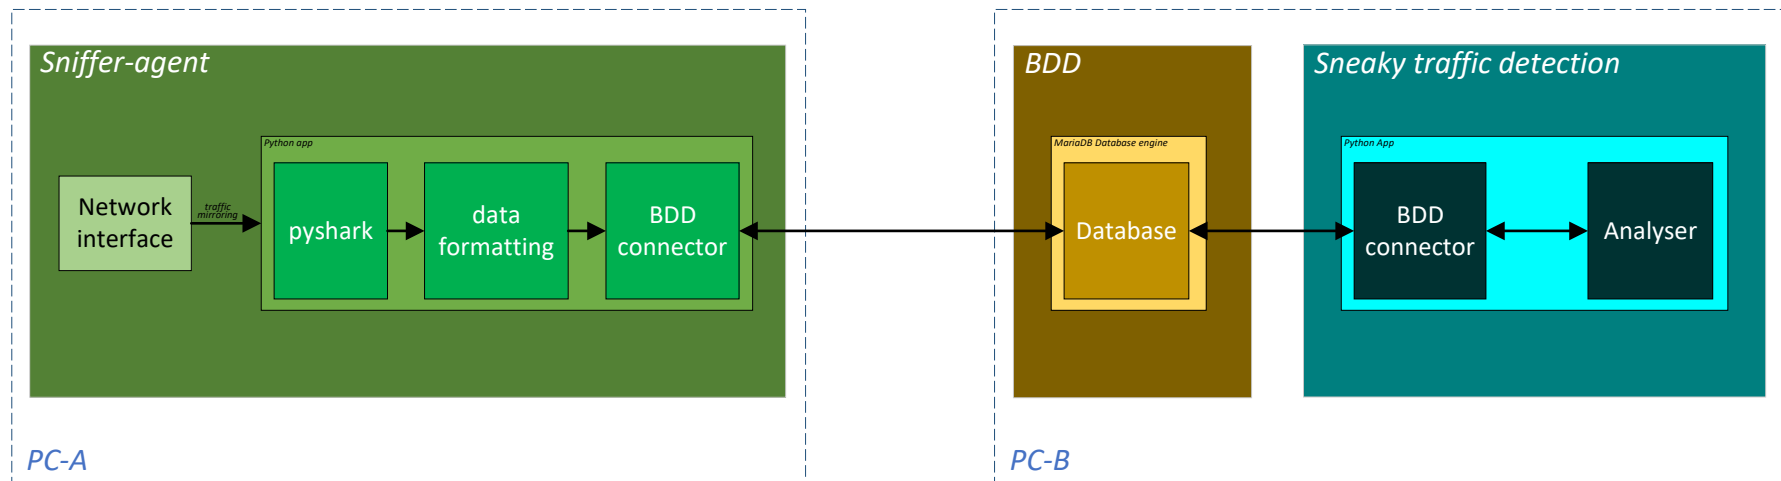 Sniffer-agent
Python app
Network
interface
traffic
mirroring
pyshark
data
formatting
BDD
connector
PC-A
BDD
MariaDB Database engine
Database
Sneaky traffic detection
Python App
BDD
connector
Analyser
PC-B